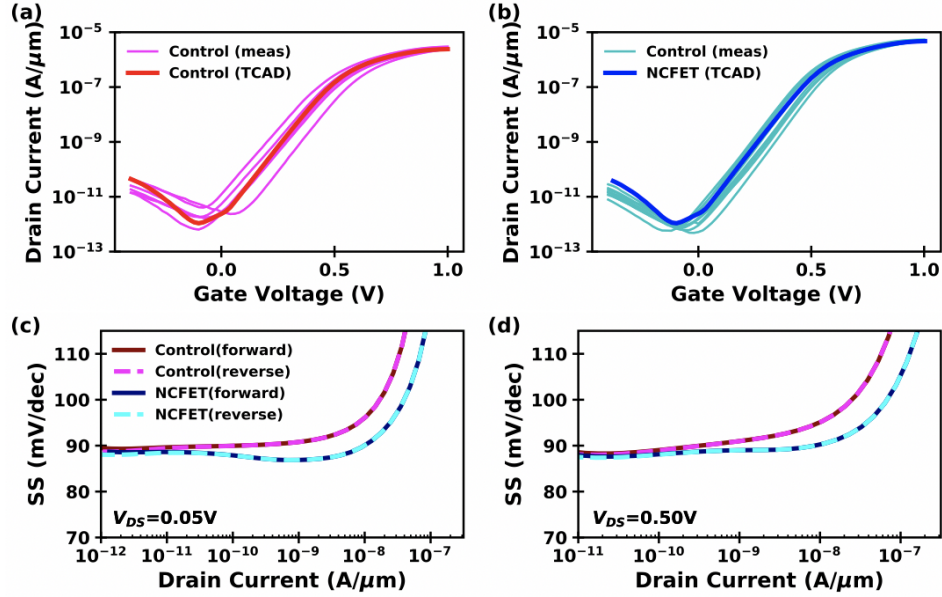 (a)
Drain Current (A/μm)
10⁻⁵
10⁻⁷
10⁻⁹
10⁻¹¹
10⁻¹³
Control (meas)
Control (TCAD)
0.0 0.5 1.0
Gate Voltage (V)
(b)
Drain Current (A/μm)
10⁻⁵
10⁻⁷
10⁻⁹
10⁻¹¹
10⁻¹³
Control (meas)
NCFET (TCAD)
0.0 0.5 1.0
Gate Voltage (V)
(c)
SS (mV/dec)
110
100
90
80
70
Control(forward)
Control(reverse)
NCFET(forward)
NCFET(reverse)
V_DS=0.05V
10⁻¹² 10⁻¹¹ 10⁻¹⁰ 10⁻⁹ 10⁻⁸ 10⁻⁷
Drain Current (A/μm)
(d)
SS (mV/dec)
110
100
90
80
70
V_DS=0.50V
10⁻¹¹ 10⁻¹⁰ 10⁻⁹ 10⁻⁸ 10⁻⁷
Drain Current (A/μm)